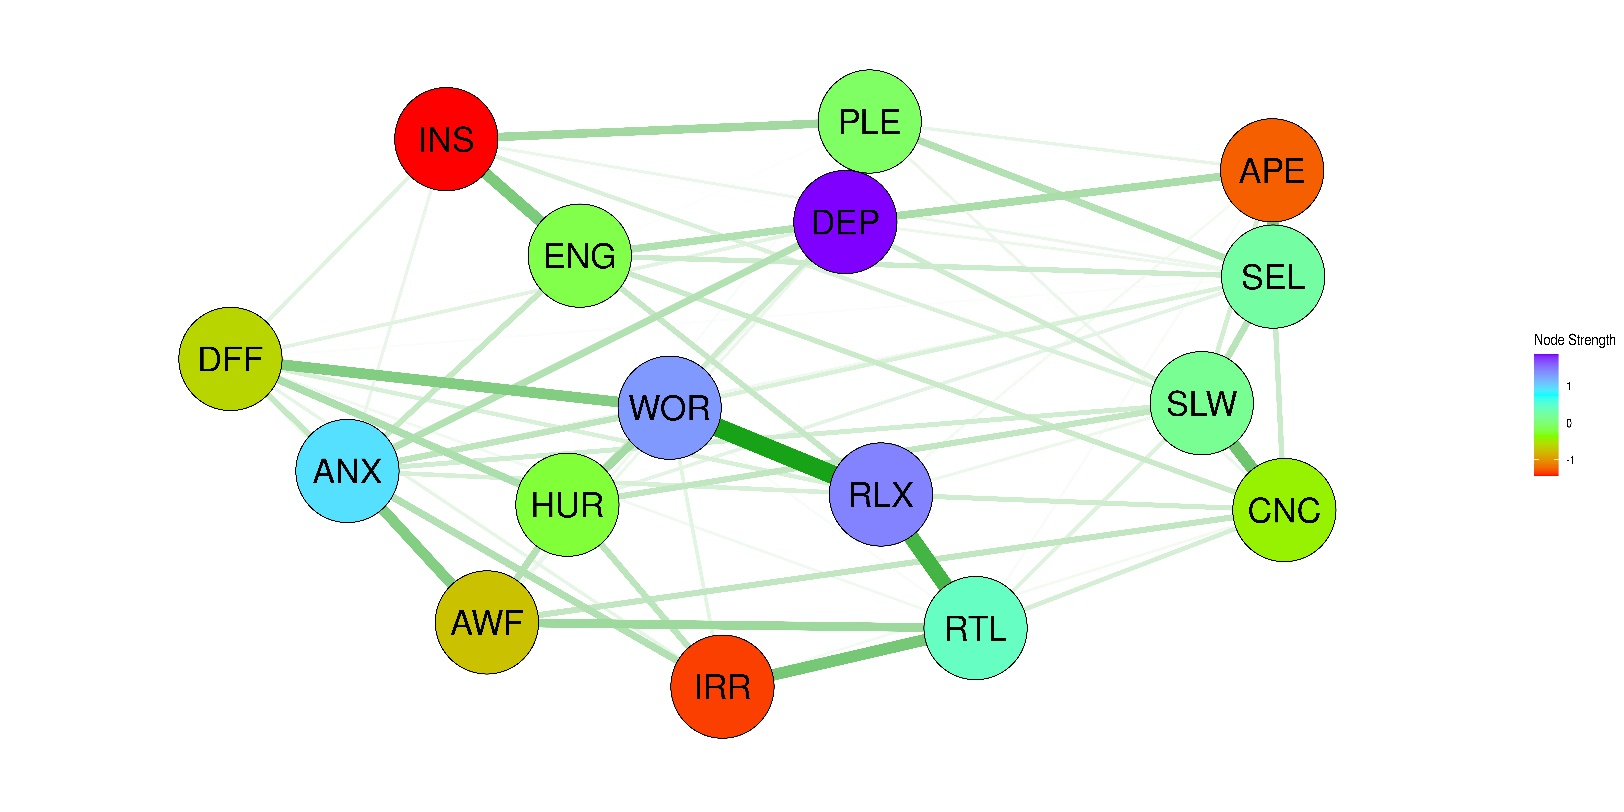 PLE
INS
APE
DEP
ENG
SEL
Node Strength
DFF
1
WOR
SLW
0
-1
ANX
RLX
HUR
CNC
AWF
RTL
IRR